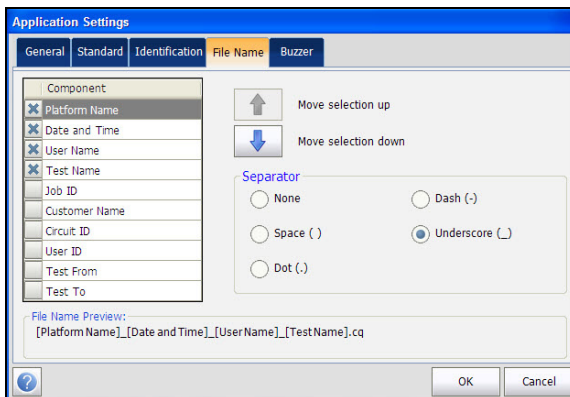 Application Settings
General Standard Identification File Name Buzzer
Component
Platform Name
Date and Time
User Name
Test Name
Job ID
Customer Name
Circuit ID
User ID
Test From
Test To
Move selection up
Move selection down
Separator
None Dash (-)
Space ( ) Underscore (_)
Dot (.)
File Name Preview:
[Platform Name]_[Date and Time]_[User Name]_[Test Name].cq
? OK Cancel